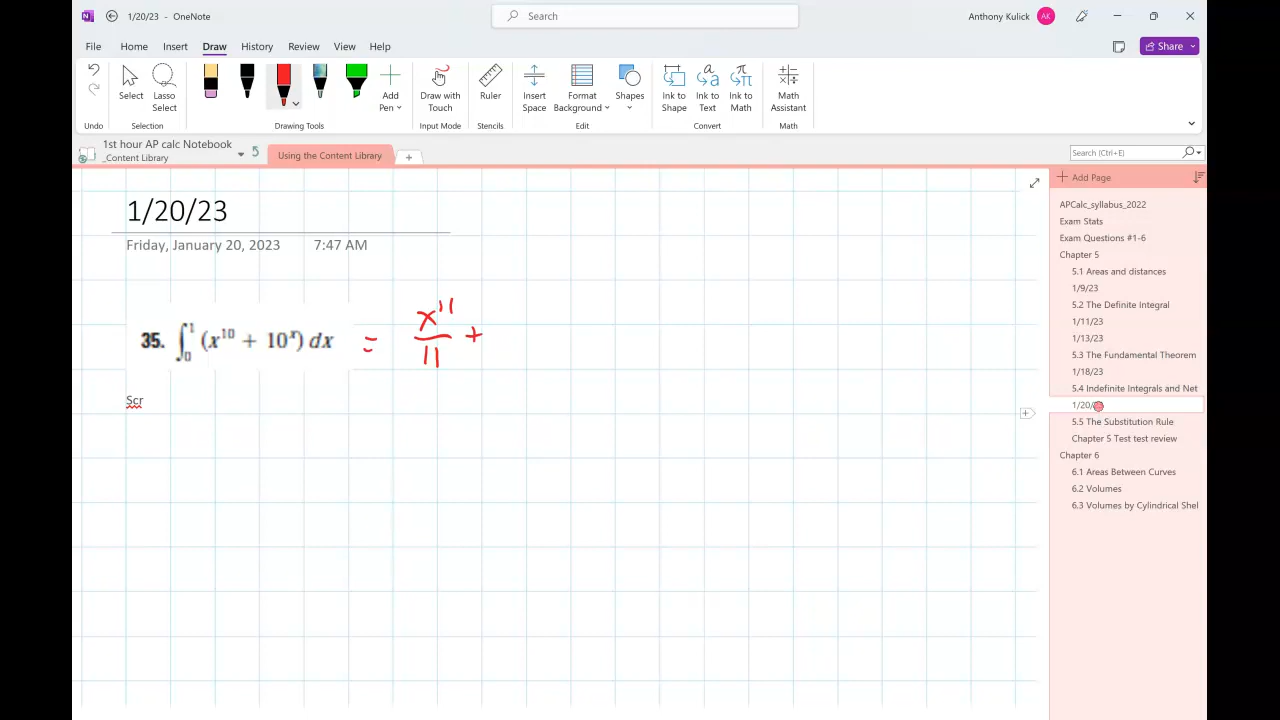 1/20/23 - OneNote
Search
Anthony Kulick AK
File Home Insert Draw History Review View Help
Share
Undo
Select
Lasso Select
Add Pen
Draw with Touch
Ruler
Insert Space
Format Background
Shapes
Ink to Shape
Ink to Text
Ink to Math
Math Assistant
Selection
Drawing Tools
Input Mode
Stencils
Edit
Convert
Math
1st hour AP calc Notebook
_Content Library
Using the Content Library
Search (Ctrl+E)
1/20/23
Friday, January 20, 2023 7:47 AM
35. ∫₀¹ (x¹⁰ + 10ˣ) dx = x¹¹/11 +
Scr
Add Page
APCalc_syllabus_2022
Exam Stats
Exam Questions #1-6
Chapter 5
5.1 Areas and distances
1/9/23
5.2 The Definite Integral
1/11/23
1/13/23
5.3 The Fundamental Theorem
1/18/23
5.4 Indefinite Integrals and Net
1/20/
5.5 The Substitution Rule
Chapter 5 Test test review
Chapter 6
6.1 Areas Between Curves
6.2 Volumes
6.3 Volumes by Cylindrical Shel